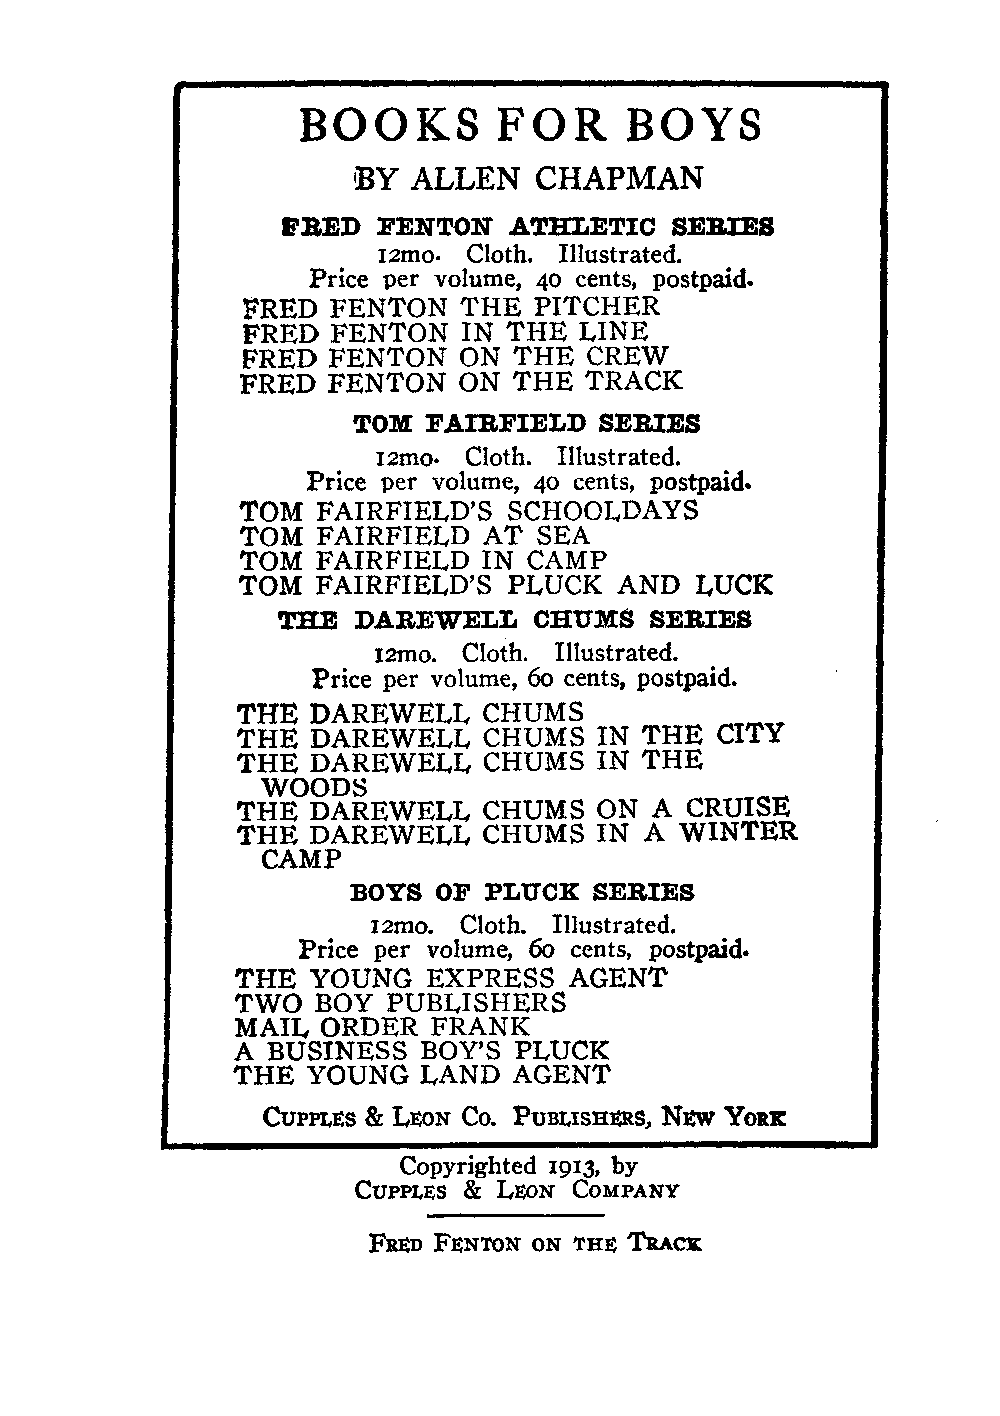 BOOKS FOR BOYS
BY ALLEN CHAPMAN
FRED FENTON ATHLETIC SERIES
12mo. Cloth. Illustrated.
Price per volume, 40 cents, postpaid.
FRED FENTON THE PITCHER
FRED FENTON IN THE LINE
FRED FENTON ON THE CREW
FRED FENTON ON THE TRACK
TOM FAIRFIELD SERIES
12mo. Cloth. Illustrated.
Price per volume, 40 cents, postpaid.
TOM FAIRFIELD'S SCHOOLDAYS
TOM FAIRFIELD AT SEA
TOM FAIRFIELD IN CAMP
TOM FAIRFIELD'S PLUCK AND LUCK
THE DAREWELL CHUMS SERIES
12mo. Cloth. Illustrated.
Price per volume, 60 cents, postpaid.
THE DAREWELL CHUMS
THE DAREWELL CHUMS IN THE CITY
THE DAREWELL CHUMS IN THE
WOODS
THE DAREWELL CHUMS ON A CRUISE
THE DAREWELL CHUMS IN A WINTER
CAMP
BOYS OF PLUCK SERIES
12mo. Cloth. Illustrated.
Price per volume, 60 cents, postpaid.
THE YOUNG EXPRESS AGENT
TWO BOY PUBLISHERS
MAIL ORDER FRANK
A BUSINESS BOY'S PLUCK
THE YOUNG LAND AGENT
CUPPLES & LEON CO. PUBLISHERS, NEW YORK
Copyrighted 1913, by
CUPPLES & LEON COMPANY
FRED FENTON ON THE TRACK